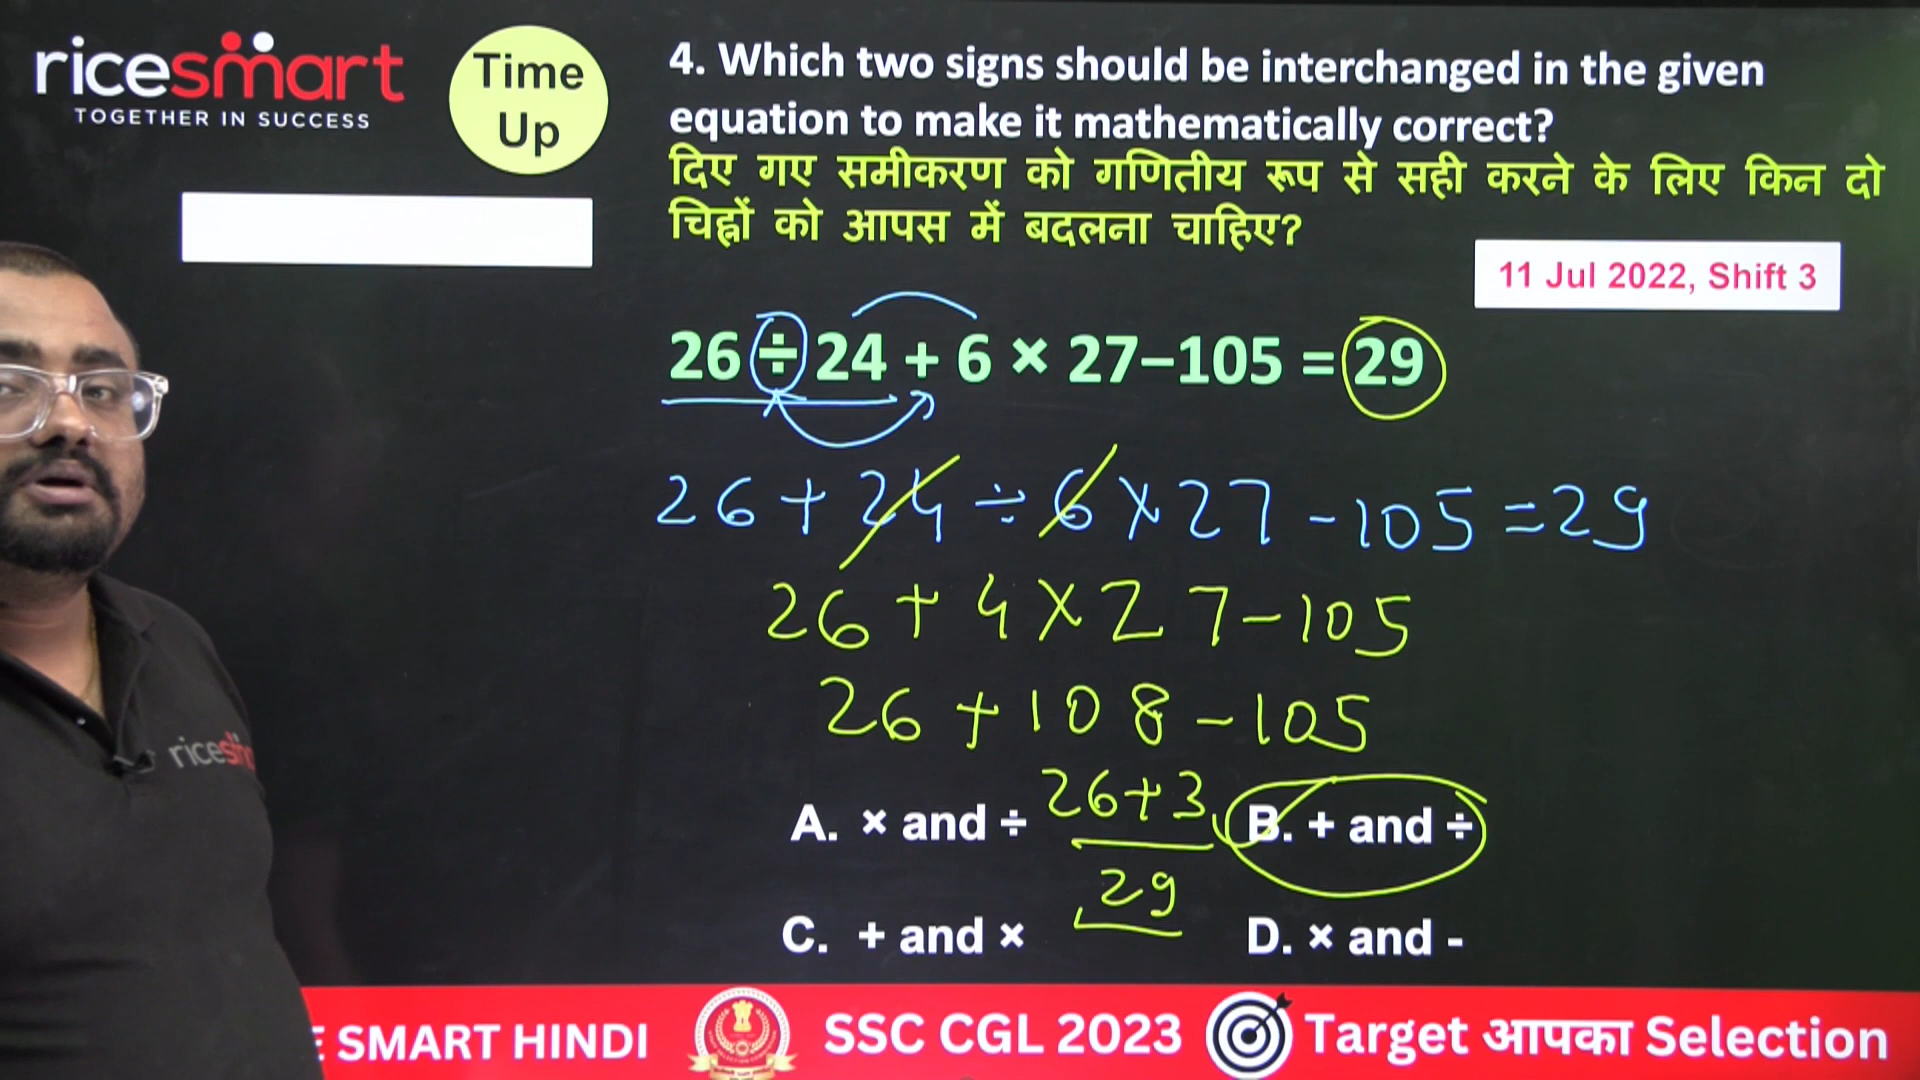 ricesmart
TOGETHER IN SUCCESS
Time
Up
4. Which two signs should be interchanged in the given
equation to make it mathematically correct?
दिए गए समीकरण को गणितीय रूप से सही करने के लिए किन दो
चिह्नों को आपस में बदलना चाहिए?
11 Jul 2022, Shift 3
26 ÷ 24 + 6 × 27–105 = 29
26 + 24 ÷ 6 × 27 - 105 = 29
26 + 4 × 27 - 105
26 + 108 - 105
26+3
A. × and ÷
B. + and ÷
29
C. + and ×
D. × and -
ricesm
SMART HINDI
SSC CGL 2023
Target आपका Selection